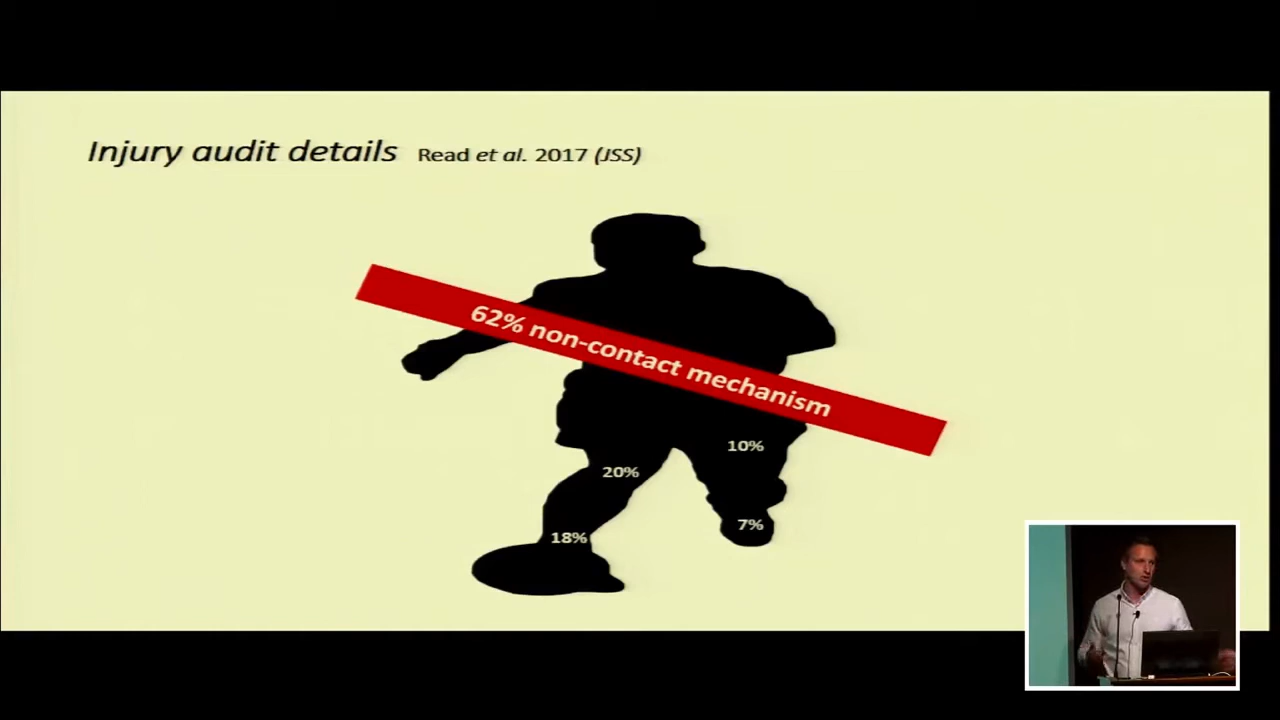 Injury audit details Read et al. 2017 (JSS)
62% non-contact mechanism
10%
20%
7%
18%